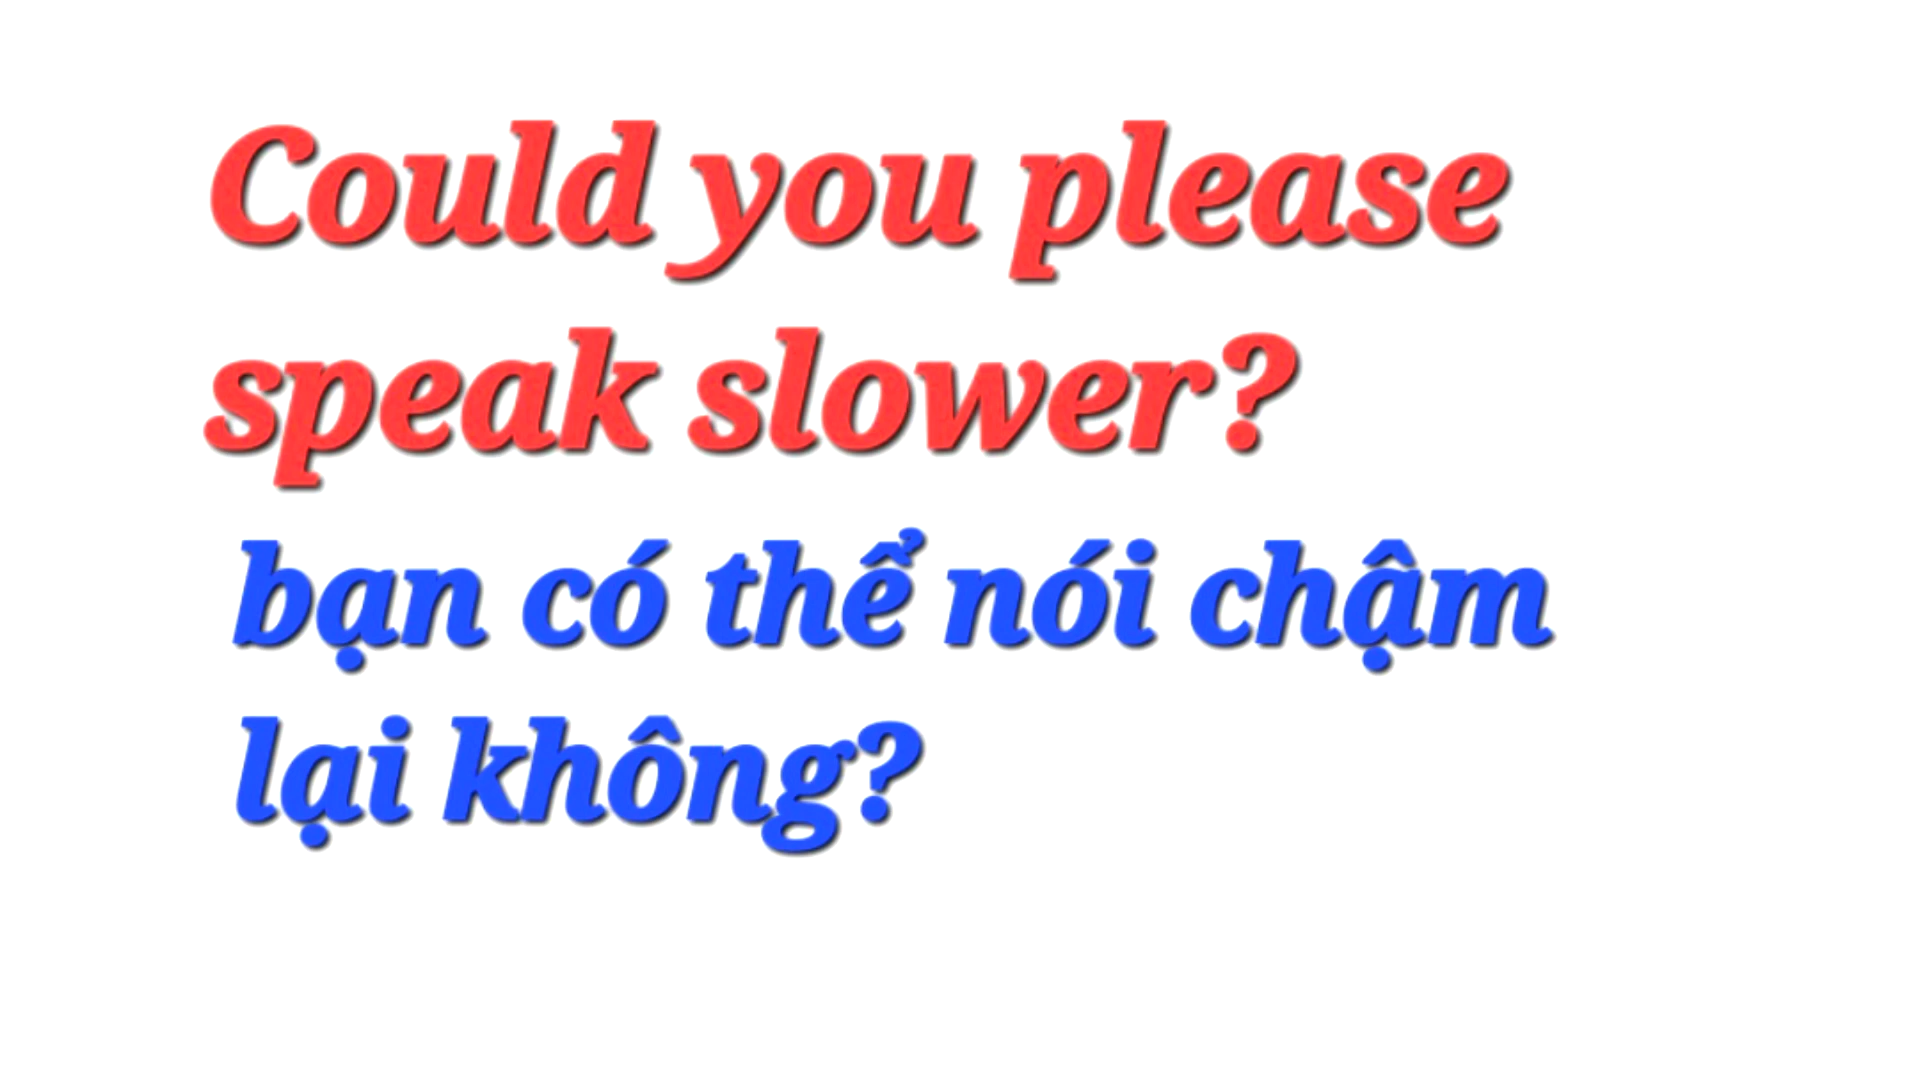 Could you please
speak slower?
bạn có thể nói chậm
lại không?